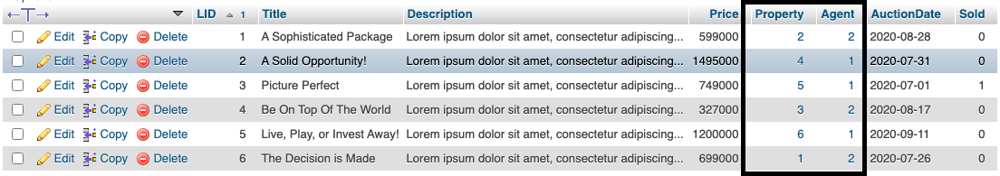 LID 1 Title Description Price Property Agent AuctionDate Sold
Edit Copy Delete 1 A Sophisticated Package Lorem ipsum dolor sit amet, consectetur adipiscing... 599000 2 2 2020-08-28 0
Edit Copy Delete 2 A Solid Opportunity! Lorem ipsum dolor sit amet, consectetur adipiscing... 1495000 4 1 2020-07-31 0
Edit Copy Delete 3 Picture Perfect Lorem ipsum dolor sit amet, consectetur adipiscing... 749000 5 1 2020-07-01 1
Edit Copy Delete 4 Be On Top Of The World Lorem ipsum dolor sit amet, consectetur adipiscing... 327000 3 2 2020-08-17 0
Edit Copy Delete 5 Live, Play, or Invest Away! Lorem ipsum dolor sit amet, consectetur adipiscing... 1200000 6 1 2020-09-11 0
Edit Copy Delete 6 The Decision is Made Lorem ipsum dolor sit amet, consectetur adipiscing... 699000 1 2 2020-07-26 0